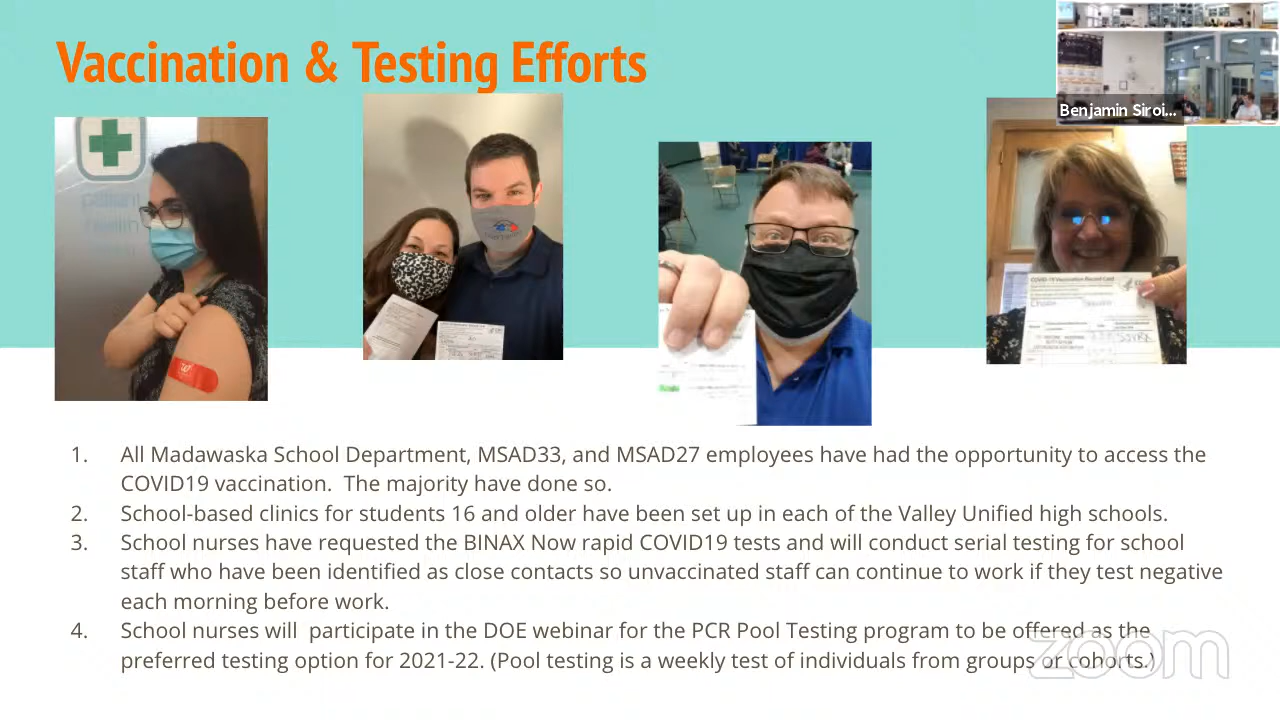 Vaccination & Testing Efforts
Benjamin Siroi...
COVID-19 Vaccination Record Card
1. All Madawaska School Department, MSAD33, and MSAD27 employees have had the opportunity to access the
COVID19 vaccination. The majority have done so.
2. School-based clinics for students 16 and older have been set up in each of the Valley Unified high schools.
3. School nurses have requested the BINAX Now rapid COVID19 tests and will conduct serial testing for school
staff who have been identified as close contacts so unvaccinated staff can continue to work if they test negative
each morning before work.
4. School nurses will participate in the DOE webinar for the PCR Pool Testing program to be offered as the
preferred testing option for 2021-22. (Pool testing is a weekly test of individuals from groups or cohorts.)
zoom